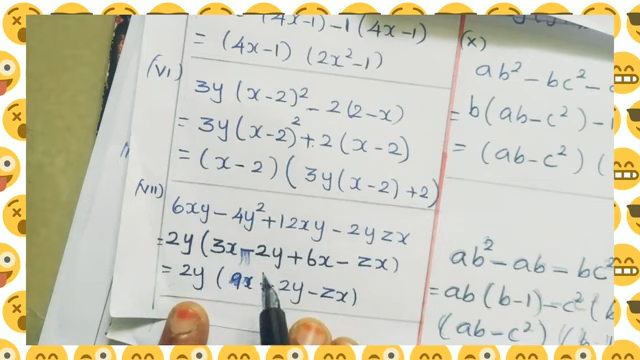 (4x-1)-1(4x-1)
= (4x-1) (2x²-1)
(VI)
3y (x-2)² - 2(2-x)
= 3y(x-2)² + 2(x-2)
= (x-2) (3y(x-2)+2)
(VII)
6xy - 4y² + 12xy - 2yzx
= 2y (3x - 2y + 6x - zx)
= 2y (9x - 2y - zx)
(X)
ab² - bc² -
= b(ab-c²) - 1
= (ab-c²) (
ab² - ab - bc²
= ab(b-1) - c² (b
(ab-c²) (b-1